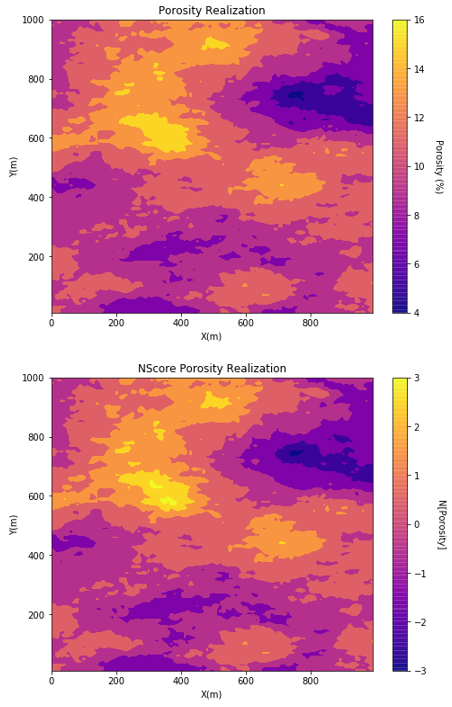 Porosity Realization
1000
800
600
400
200
Y(m)
0 200 400 600 800
X(m)
16
14
12
10
8
6
4
Porosity (%)
NScore Porosity Realization
1000
800
600
400
200
Y(m)
0 200 400 600 800
X(m)
3
2
1
0
−1
−2
−3
N[Porosity]